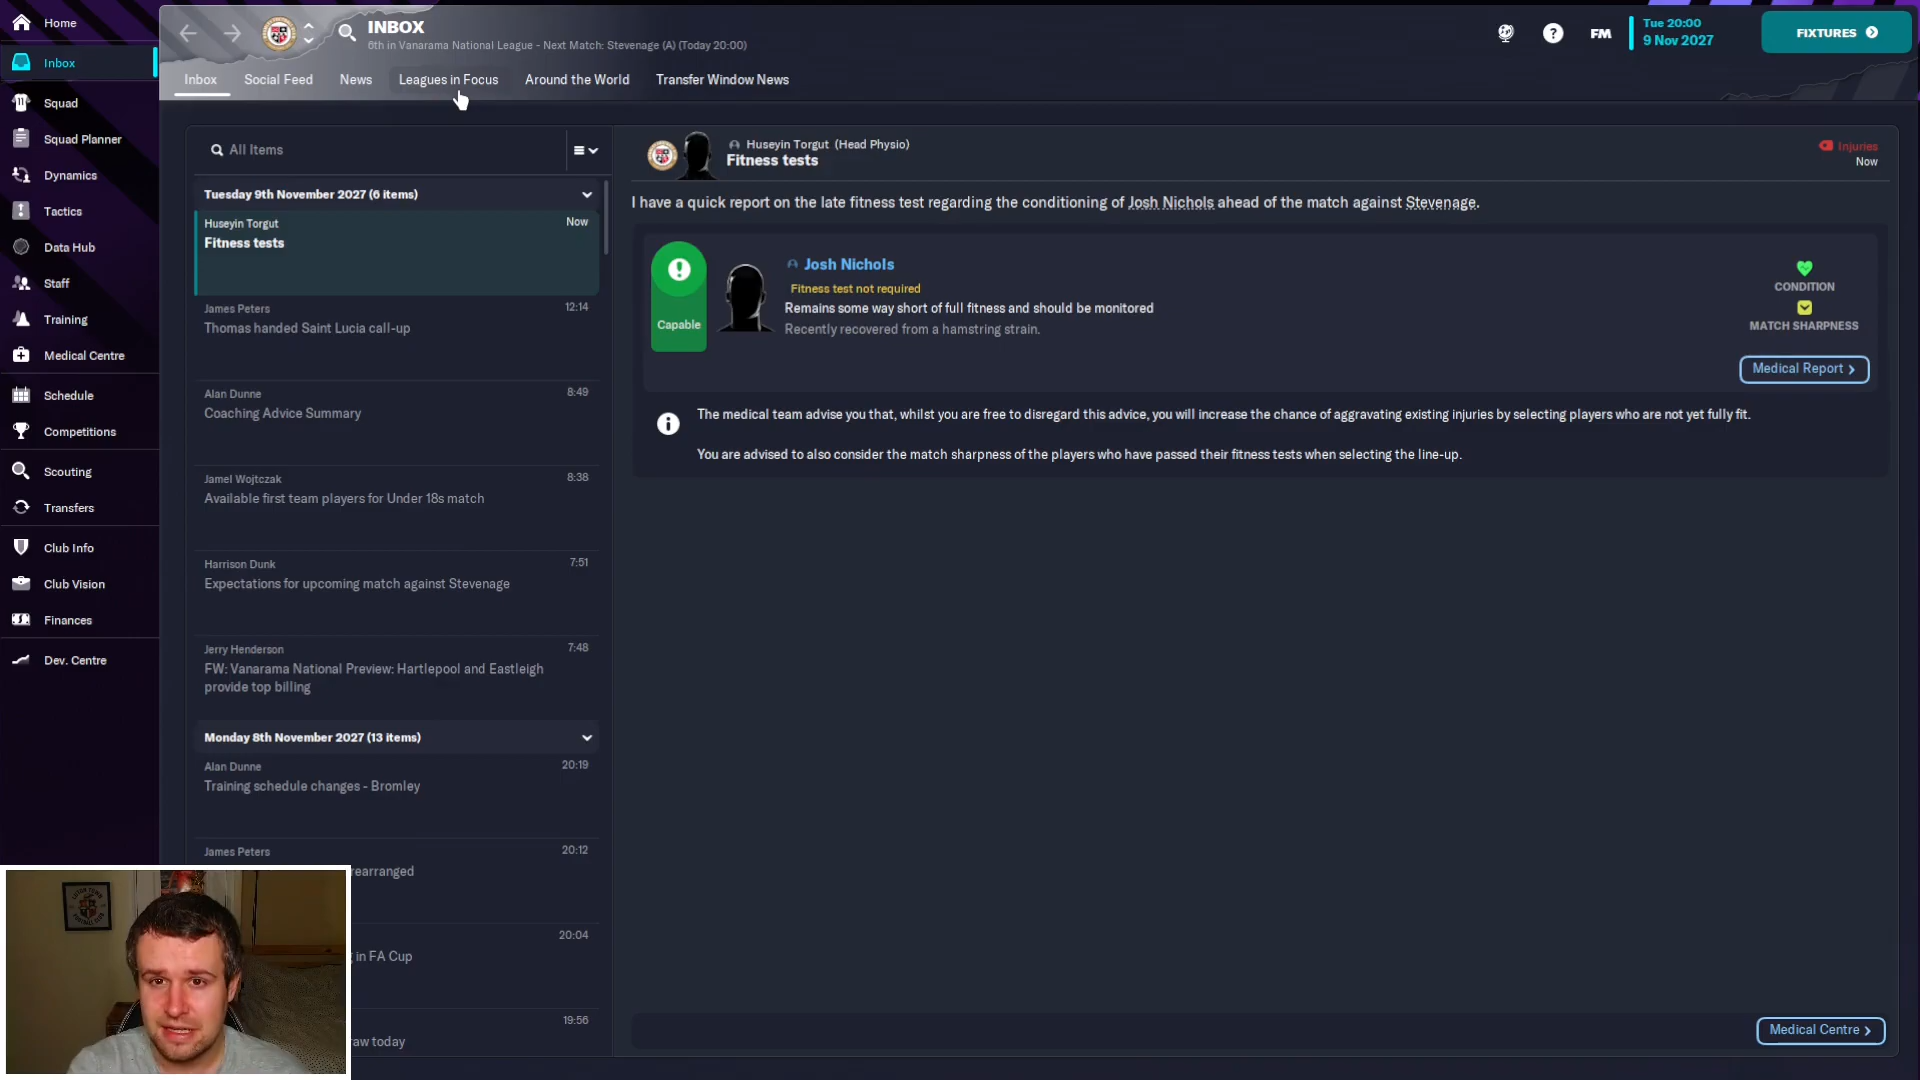 Home
Inbox
Squad
Squad Planner
Dynamics
Tactics
Data Hub
Staff
Training
Medical Centre
Schedule
Competitions
Scouting
Transfers
Club Info
Club Vision
Finances
Dev. Centre
INBOX
6th in Vanarama National League - Next Match: Stevenage (A) (Today 20:00)
FM
Tue 20:00
9 Nov 2027
FIXTURES
Inbox Social Feed News Leagues in Focus Around the World Transfer Window News
All Items
Tuesday 9th November 2027 (6 items)
Huseyin Torgut Now
Fitness tests
James Peters 12:14
Thomas handed Saint Lucia call-up
Alan Dunne 8:49
Coaching Advice Summary
Jamel Wojtczak 8:38
Available first team players for Under 18s match
Harrison Dunk 7:51
Expectations for upcoming match against Stevenage
Jerry Henderson 7:48
FW: Vanarama National Preview: Hartlepool and Eastleigh
provide top billing
Monday 8th November 2027 (13 items)
Alan Dunne 20:19
Training schedule changes - Bromley
James Peters 20:12
rearranged
20:04
in FA Cup
19:56
raw today
Huseyin Torgut (Head Physio)
Fitness tests
Injuries
Now
I have a quick report on the late fitness test regarding the conditioning of Josh Nichols ahead of the match against Stevenage.
Capable
Josh Nichols
Fitness test not required
Remains some way short of full fitness and should be monitored
Recently recovered from a hamstring strain.
CONDITION
MATCH SHARPNESS
Medical Report
The medical team advise you that, whilst you are free to disregard this advice, you will increase the chance of aggravating existing injuries by selecting players who are not yet fully fit.
You are advised to also consider the match sharpness of the players who have passed their fitness tests when selecting the line-up.
Medical Centre